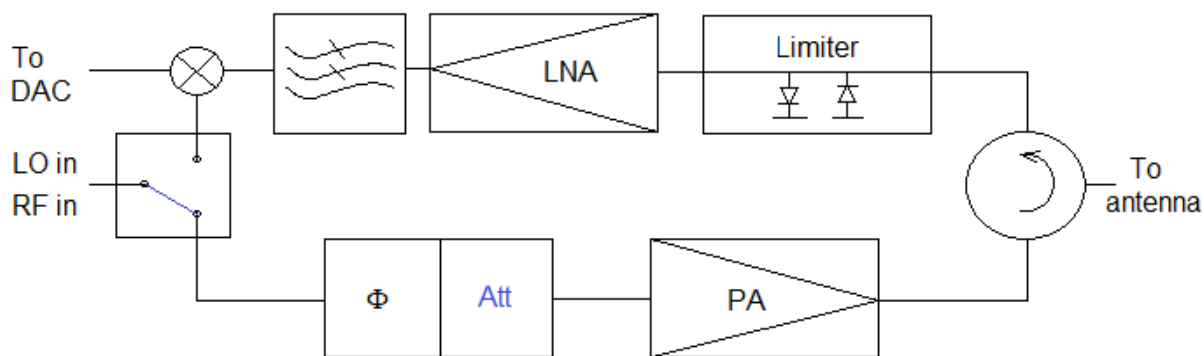 To
DAC
LNA
Limiter
LO in
RF in
To
antenna
Φ
Att
PA